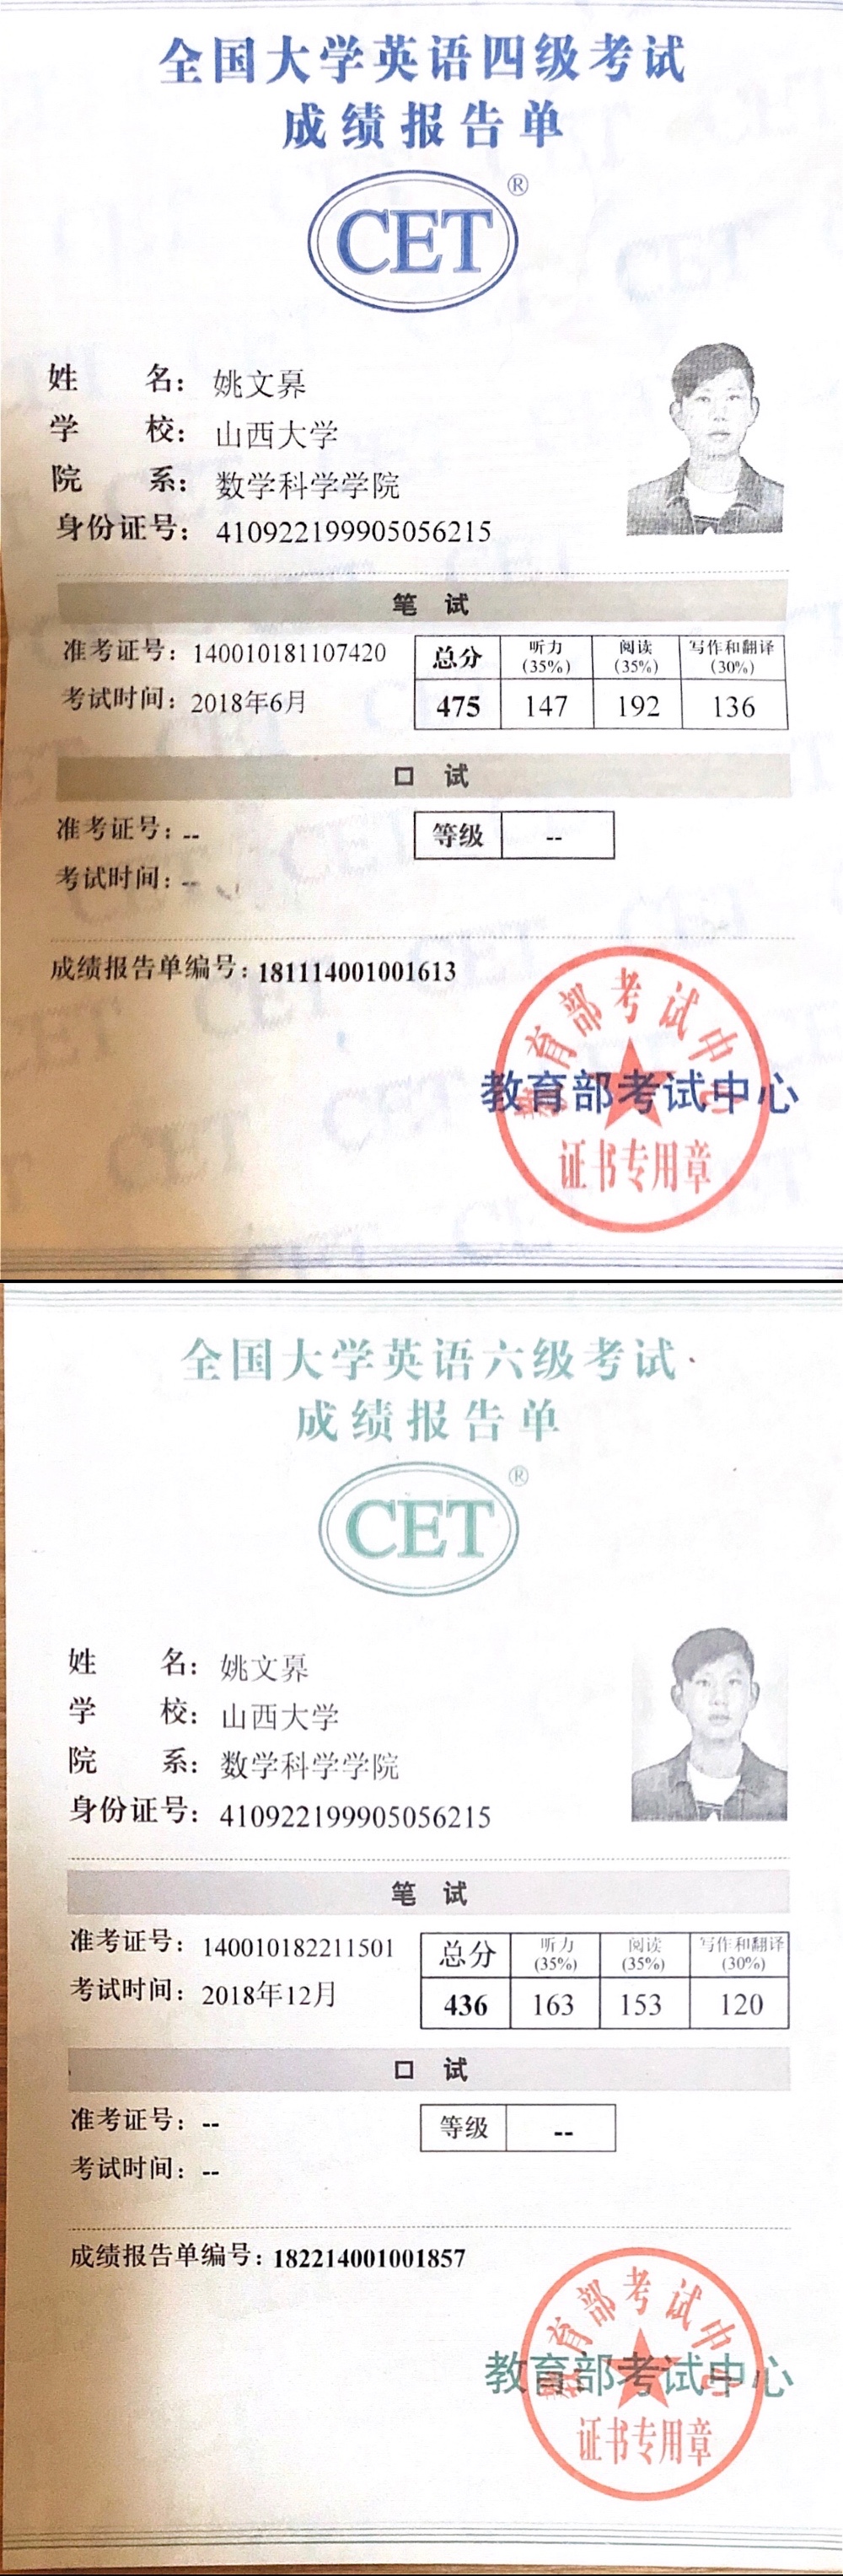 全国大学英语四级考试
成绩报告单
CET®
姓 名：姚文昦
学 校：山西大学
院 系：数学科学学院
身份证号：410922199905056215
笔 试
准考证号：140010181107420
考试时间：2018年6月
总分 听力(35%) 阅读(35%) 写作和翻译(30%)
475 147 192 136
口 试
准考证号：--
考试时间：--
等级 --
成绩报告单编号：181114001001613
教育部考试中心
教育部考试中心
证书专用章
全国大学英语六级考试
成绩报告单
CET®
姓 名：姚文昦
学 校：山西大学
院 系：数学科学学院
身份证号：410922199905056215
笔 试
准考证号：140010182211501
考试时间：2018年12月
总分 听力(35%) 阅读(35%) 写作和翻译(30%)
436 163 153 120
口 试
准考证号：--
考试时间：--
等级 --
成绩报告单编号：182214001001857
教育部考试中心
教育部考试中心
证书专用章